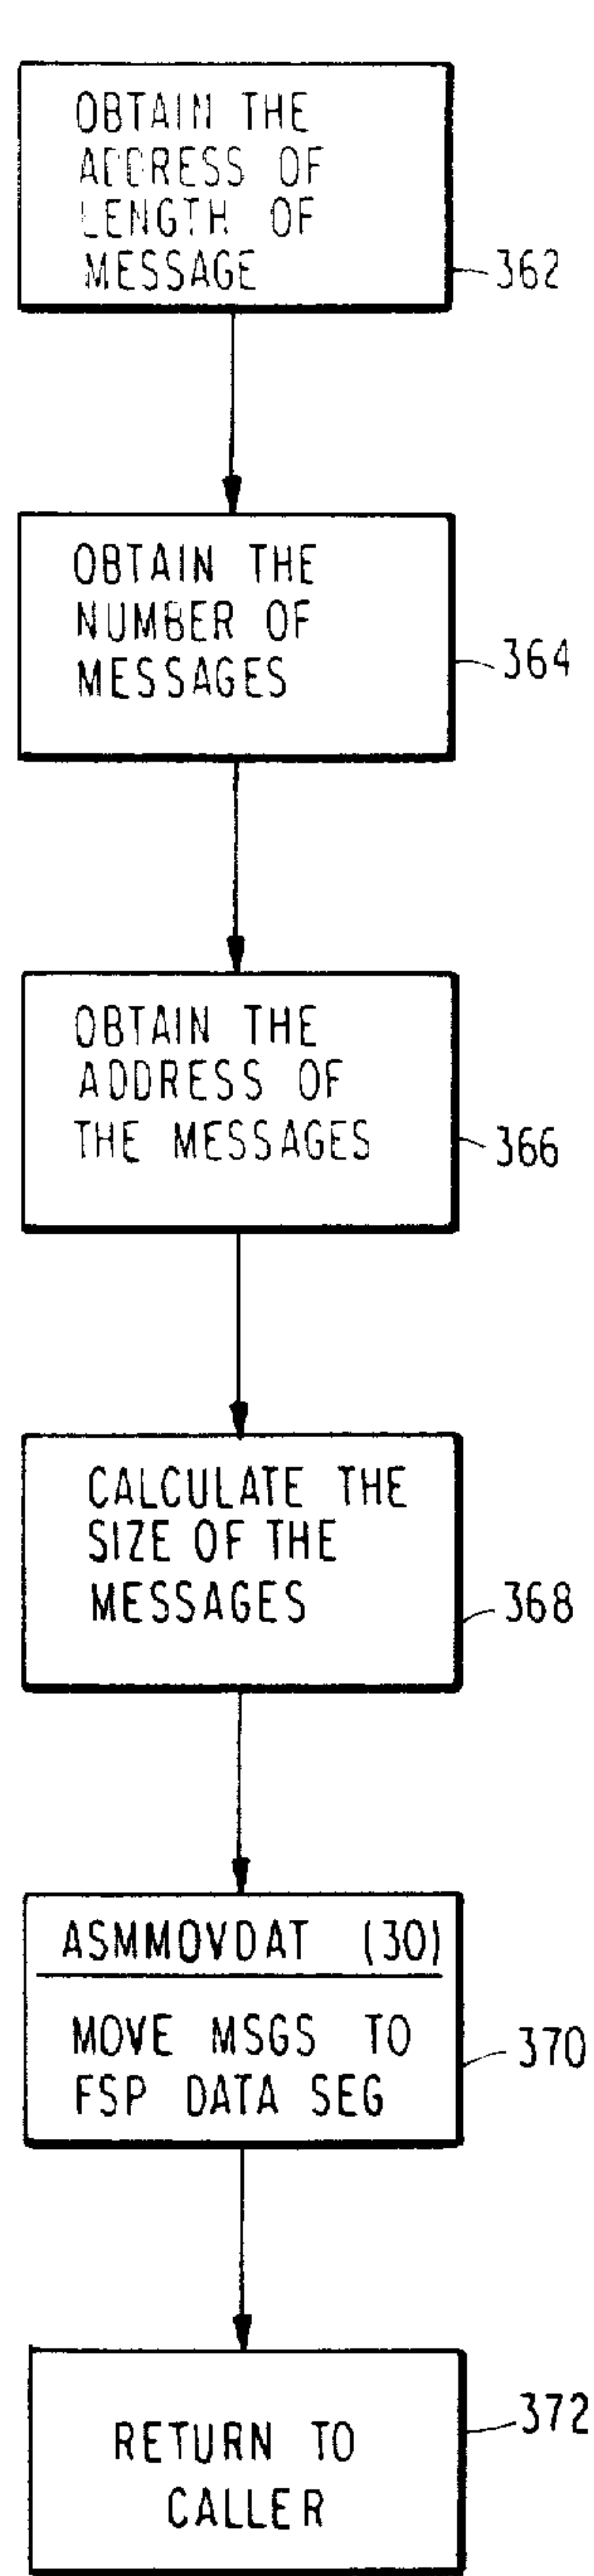 OBTAIN THE
ADDRESS OF
LENGTH OF
MESSAGE
362
OBTAIN THE
NUMBER OF
MESSAGES
364
OBTAIN THE
ADDRESS OF
THE MESSAGES
366
CALCULATE THE
SIZE OF THE
MESSAGES
368
ASMMOVDAT (30)
MOVE MSGS TO
FSP DATA SEG
370
RETURN TO
CALLER
372